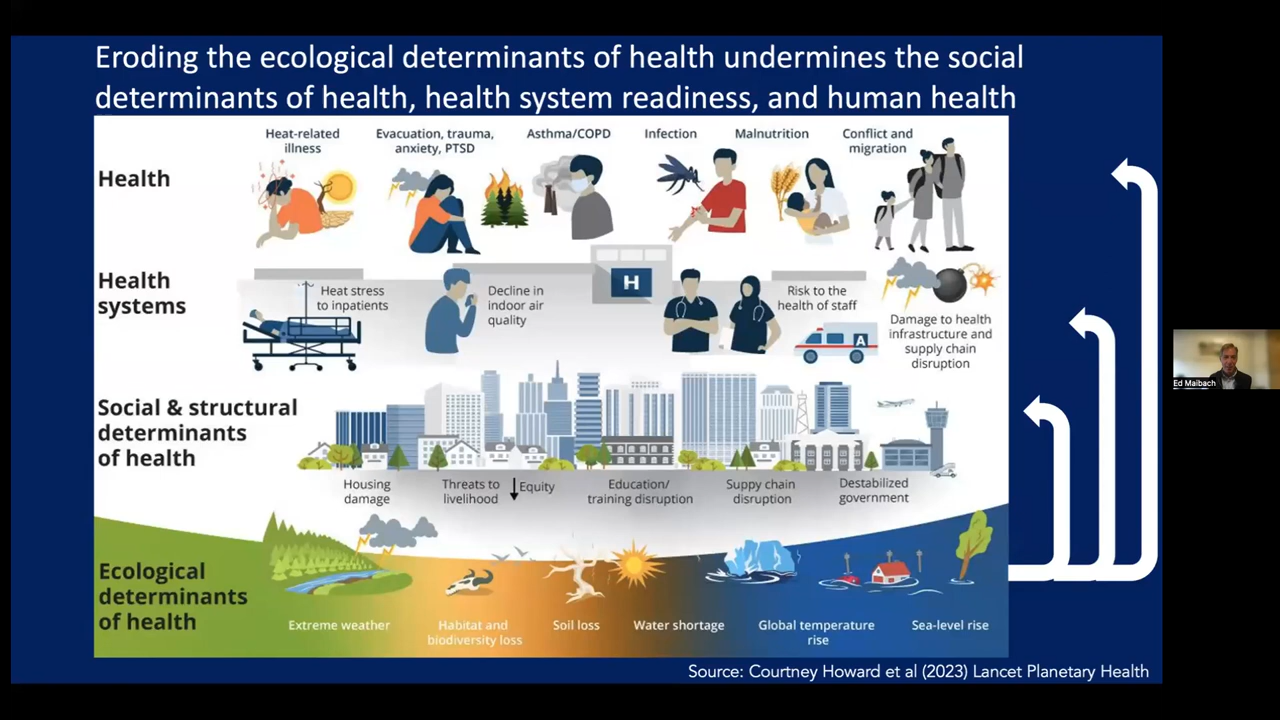 Eroding the ecological determinants of health undermines the social
determinants of health, health system readiness, and human health
Heat-related
illness
Evacuation, trauma,
anxiety, PTSD
Asthma/COPD
Infection
Malnutrition
Conflict and
migration
Health
Health
systems
Heat stress
to inpatients
Decline in
indoor air
quality
H
Risk to the
health of staff
A
Damage to health
infrastructure and
supply chain
disruption
Social & structural
determinants
of health
Housing
damage
Threats to
livelihood
Equity
Education/
training disruption
Suppy chain
disruption
Destabilized
government
Ecological
determinants
of health
Extreme weather
Habitat and
biodiversity loss
Soil loss
Water shortage
Global temperature
rise
Sea-level rise
Source: Courtney Howard et al (2023) Lancet Planetary Health
Ed Maibach